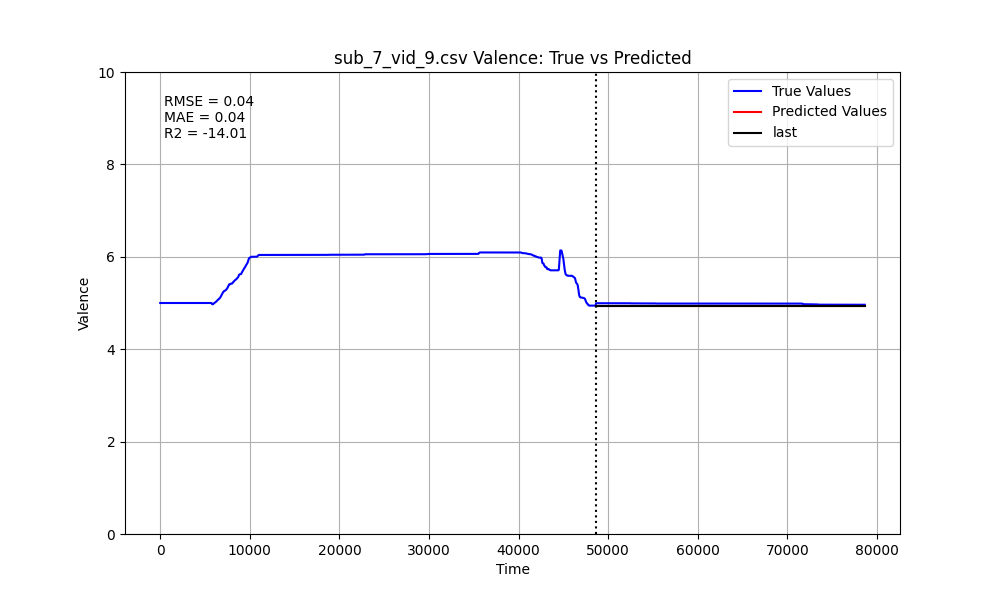 sub_7_vid_9.csv Valence: True vs Predicted
RMSE = 0.04
MAE = 0.04
R2 = -14.01
True Values
Predicted Values
last
Valence
10
8
6
4
2
0
0 10000 20000 30000 40000 50000 60000 70000 80000
Time